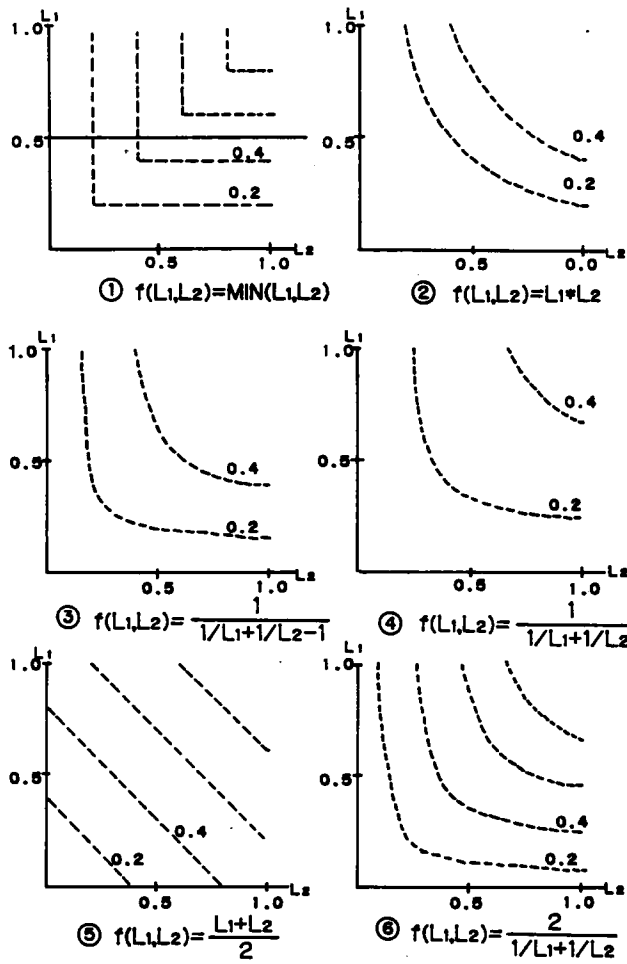 L1
1.0
0.5
0.4
0.2
0.5 1.0 L2
① f(L1,L2)=MIN(L1,L2)
1.0
0.5
0.4
0.2
0.5 0.0
② f(L1,L2)=L1*L2
L1
1.0
0.5
0.4
0.2
0.5 1.0 L2
③ f(L1,L2)= 1
1/L1+1/L2-1
L1
1.0
0.5
0.4
0.2
0.5 1.0
④ f(L1,L2)= 1
1/L1+1/L2
L1
1.0
0.5
0.4
0.2
0.5 1.0 L2
⑤ f(L1,L2)= L1+L2
2
L1
1.0
0.5
0.4
0.2
0.5 1.0
⑥ f(L1,L2)= 2
1/L1+1/L2